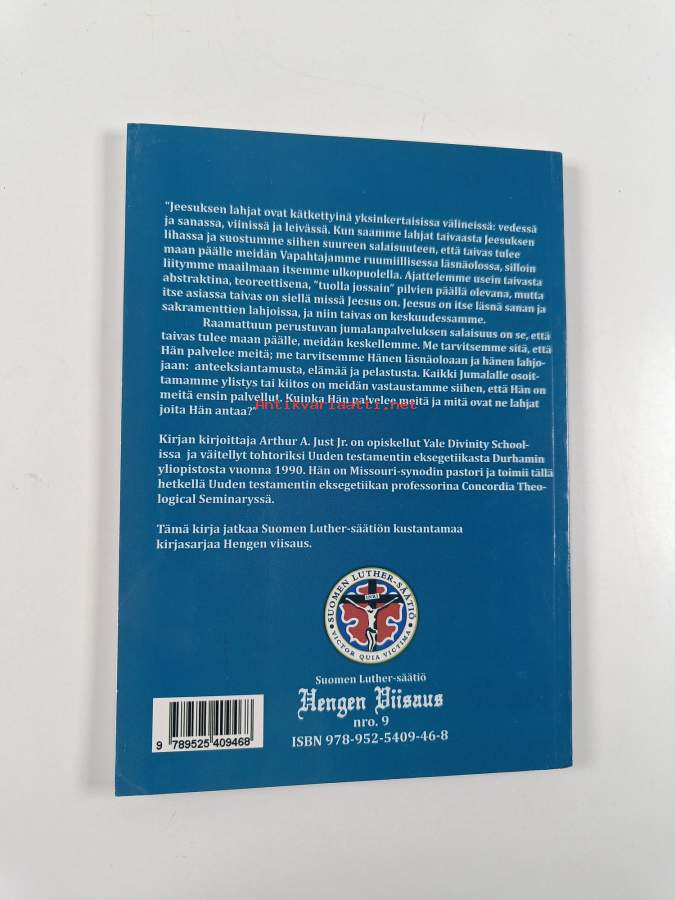 "Jeesuksen lahjat ovat kätkettyinä yksinkertaisissa välineissä: vedessä
ja sanassa, viinissä ja leivässä. Kun saamme lahjat taivaasta Jeesuksen
lihassa ja suostumme siihen suureen salaisuuteen, että taivas tulee
maan päälle meidän Vapahtajamme ruumiillisessa läsnäolossa, silloin
liitymme maailmaan itsemme ulkopuolella. Ajattelemme usein taivasta
abstraktina, teoreettisena, "tuolla jossain" pilvien päällä olevana, mutta
itse asiassa taivas on siellä missä Jeesus on. Jeesus on itse läsnä sanan ja
sakramenttien lahjoissa, ja niin taivas on keskuudessamme.
Raamattuun perustuvan jumalanpalveluksen salaisuus on se, että
taivas tulee maan päälle, meidän keskellemme. Me tarvitsemme sitä, että
Hän palvelee meitä; me tarvitsemme Hänen läsnäoloaan ja hänen lahjo-
jaan: anteeksiantamusta, elämää ja pelastusta. Kaikki Jumalalle osoit-
tamamme ylistys tai kiitos on meidän vastaustamme siihen, että Hän on
meitä ensin palvellut. Kuinka Hän palvelee meitä ja mitä ovat ne lahjat
joita Hän antaa?"
Antikvariaatti.net
Kirjan kirjoittaja Arthur A. Just Jr. on opiskellut Yale Divinity School-
issa ja väitellyt tohtoriksi Uuden testamentin eksegetiikasta Durhamin
yliopistosta vuonna 1990. Hän on Missouri-synodin pastori ja toimii tällä
hetkellä Uuden testamentin eksegetiikan professorina Concordia Theo-
logical Seminaryssä.
Tämä kirja jatkaa Suomen Luther-säätiön kustantamaa
kirjasarjaa Hengen viisaus.
SUOMEN LUTHER-SÄÄTIÖ
INRI
VICTOR QUIA VICTIMA
Suomen Luther-säätiö
Hengen Viisaus
nro. 9
ISBN 978-952-5409-46-8
9 789525 409468